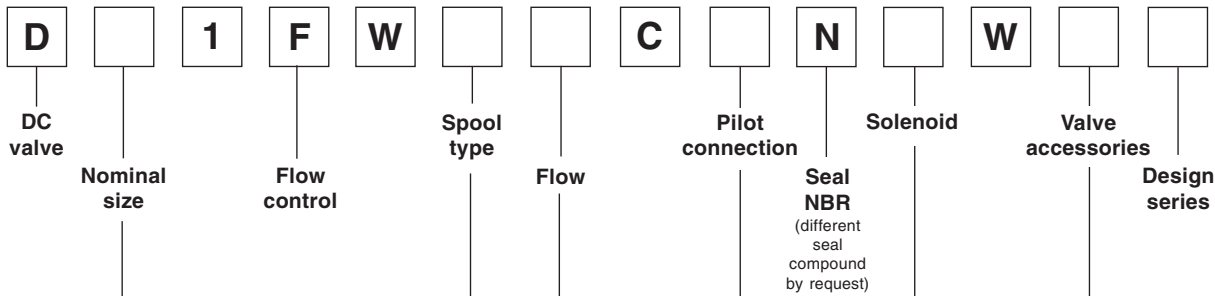 D 1 F W C N W
DC
valve
Nominal
size
Flow
control
Spool
type
Flow
Pilot
connection
Seal
NBR
(different
seal
compound
by request)
Solenoid
Valve
accessories
Design
series